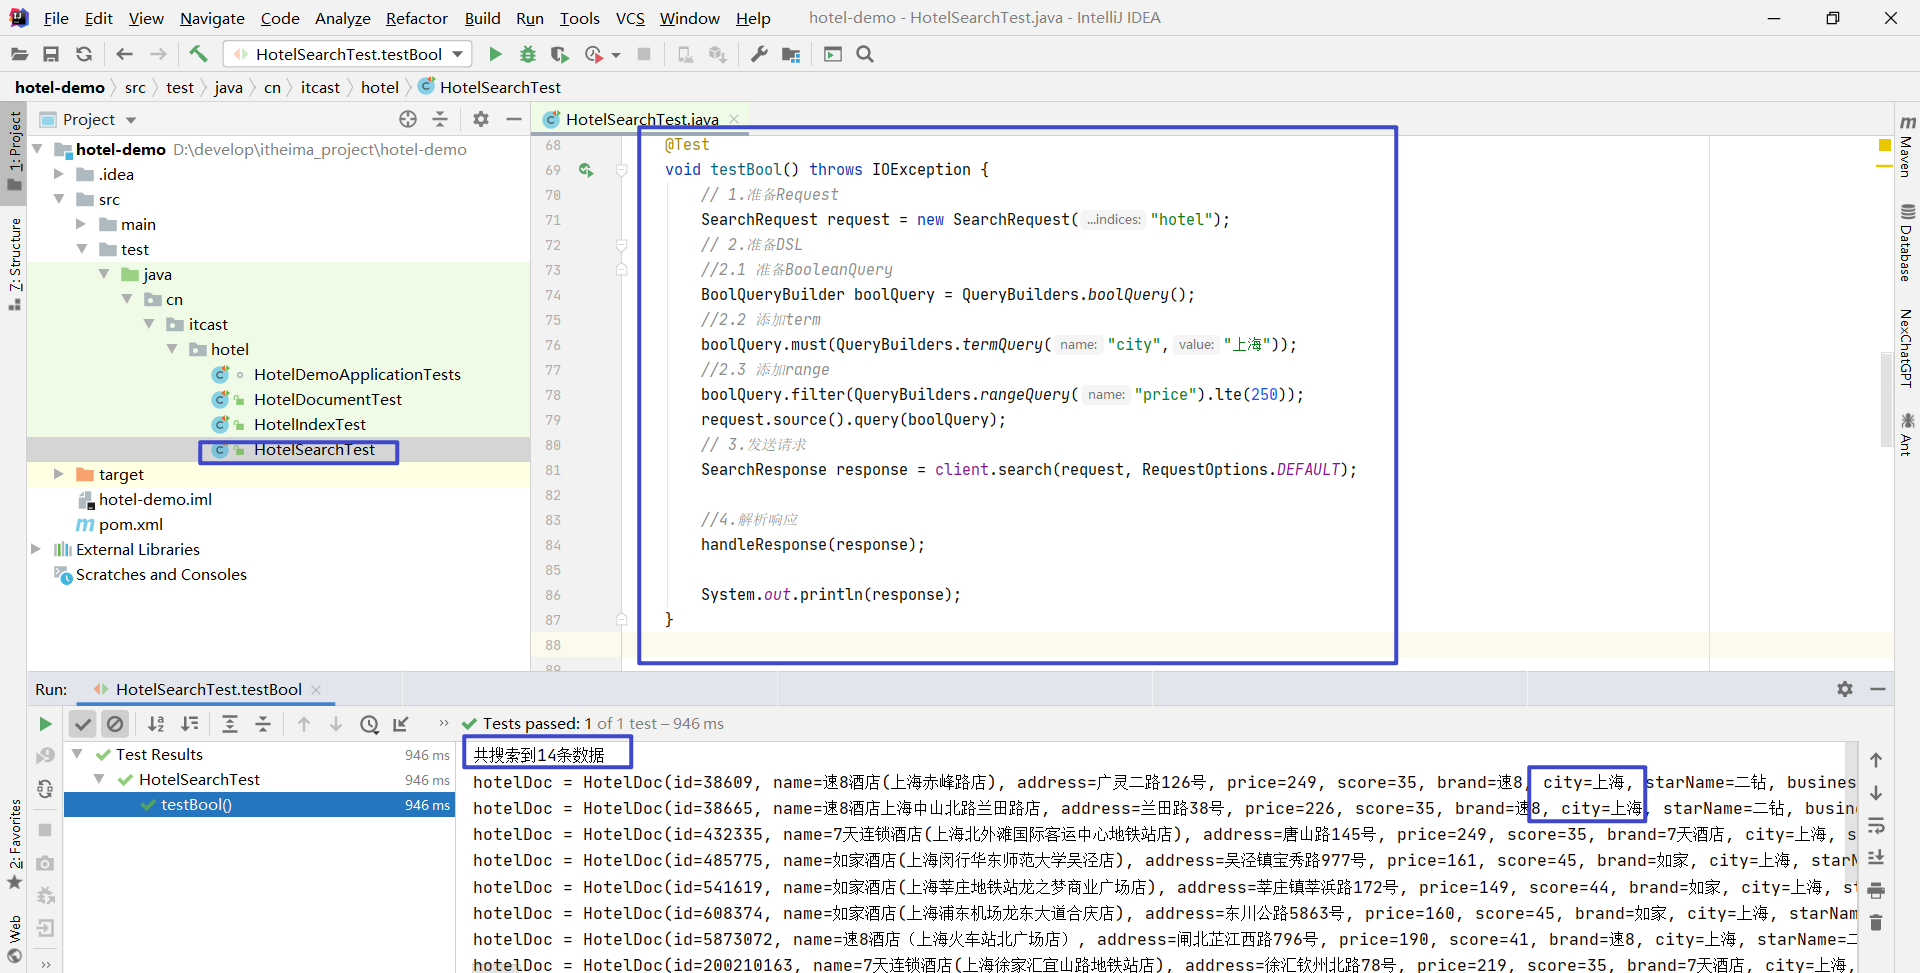 File Edit View Navigate Code Analyze Refactor Build Run Tools VCS Window Help hotel-demo - HotelSearchTest.java - IntelliJ IDEA
HotelSearchTest.testBool
hotel-demo src test java cn itcast hotel HotelSearchTest
1: Project
7: Structure
2: Favorites
Web
Project
hotel-demo D:\develop\itheima_project\hotel-demo
.idea
src
main
test
java
cn
itcast
hotel
HotelDemoApplicationTests
HotelDocumentTest
HotelIndexTest
HotelSearchTest
target
hotel-demo.iml
pom.xml
External Libraries
Scratches and Consoles
HotelSearchTest.java
68 @Test
69 void testBool() throws IOException {
70 // 1.准备Request
71 SearchRequest request = new SearchRequest( ...indices: "hotel");
72 // 2.准备DSL
73 //2.1 准备BooleanQuery
74 BoolQueryBuilder boolQuery = QueryBuilders.boolQuery();
75 //2.2 添加term
76 boolQuery.must(QueryBuilders.termQuery( name: "city", value: "上海"));
77 //2.3 添加range
78 boolQuery.filter(QueryBuilders.rangeQuery( name: "price").lte(250));
79 request.source().query(boolQuery);
80 // 3.发送请求
81 SearchResponse response = client.search(request, RequestOptions.DEFAULT);
82
83 //4.解析响应
84 handleResponse(response);
85
86 System.out.println(response);
87 }
88
89
Maven
Database
NexChatGPT
Ant
Run: HotelSearchTest.testBool
Tests passed: 1 of 1 test – 946 ms
Test Results 946 ms
HotelSearchTest 946 ms
testBool() 946 ms
共搜索到14条数据
hotelDoc = HotelDoc(id=38609, name=速8酒店(上海赤峰路店), address=广灵二路126号, price=249, score=35, brand=速8, city=上海, starName=二钻, busines
hotelDoc = HotelDoc(id=38665, name=速8酒店上海中山北路兰田路店, address=兰田路38号, price=226, score=35, brand=速8, city=上海, starName=二钻, busin
hotelDoc = HotelDoc(id=432335, name=7天连锁酒店(上海北外滩国际客运中心地铁站店), address=唐山路145号, price=249, score=35, brand=7天酒店, city=上海, s
hotelDoc = HotelDoc(id=485775, name=如家酒店(上海闵行华东师范大学吴泾店), address=吴泾镇宝秀路977号, price=161, score=45, brand=如家, city=上海, starN
hotelDoc = HotelDoc(id=541619, name=如家酒店(上海莘庄地铁站龙之梦商业广场店), address=莘庄镇莘浜路172号, price=149, score=44, brand=如家, city=上海, st
hotelDoc = HotelDoc(id=608374, name=如家酒店(上海浦东机场龙东大道合庆店), address=东川公路5863号, price=160, score=45, brand=如家, city=上海, starNam
hotelDoc = HotelDoc(id=5873072, name=速8酒店（上海火车站北广场店）, address=闸北芷江西路796号, price=190, score=41, brand=速8, city=上海, starName=二
hotelDoc = HotelDoc(id=200210163, name=7天连锁酒店(上海徐家汇宜山路地铁站店), address=徐汇钦州北路78号, price=219, score=35, brand=7天酒店, city=上海,